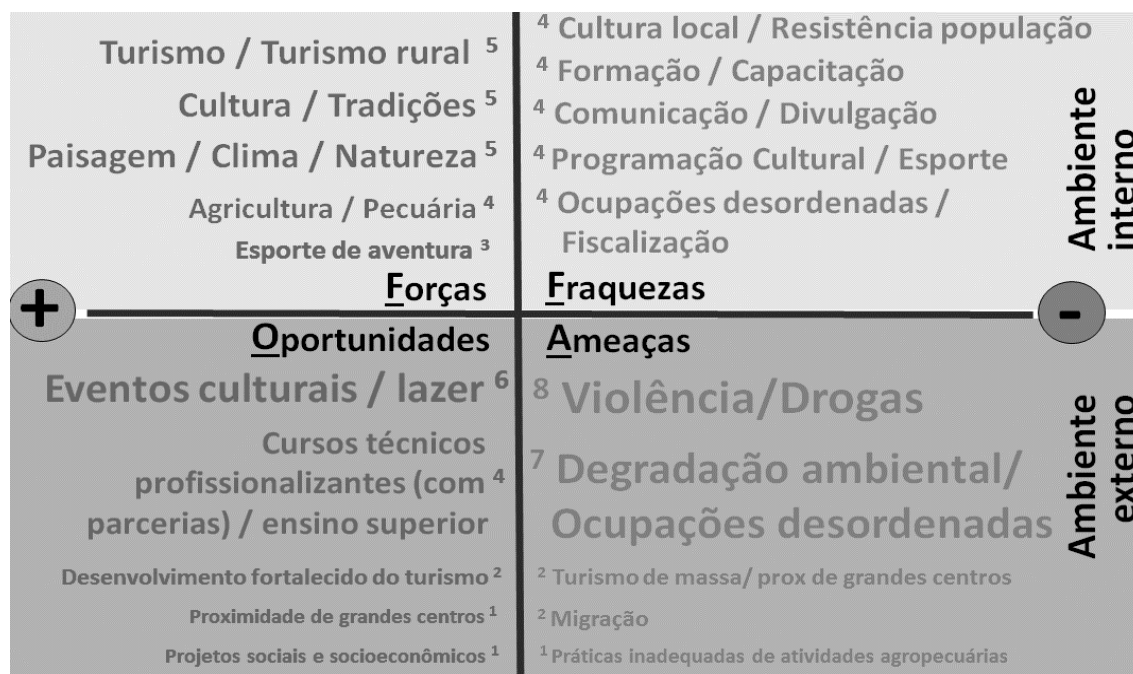 Turismo / Turismo rural ⁵
Cultura / Tradições ⁵
Paisagem / Clima / Natureza ⁵
Agricultura / Pecuária ⁴
Esporte de aventura ³
Forças
⁴ Cultura local / Resistência população
⁴ Formação / Capacitação
⁴ Comunicação / Divulgação
⁴ Programação Cultural / Esporte
⁴ Ocupações desordenadas /
Fiscalização
Fraquezas
Ambiente
interno
+
-
Oportunidades
Eventos culturais / lazer ⁶
Cursos técnicos
profissionalizantes (com ⁴
parcerias) / ensino superior
Desenvolvimento fortalecido do turismo ²
Proximidade de grandes centros ¹
Projetos sociais e socioeconômicos ¹
Ameaças
⁸ Violência/Drogas
⁷ Degradação ambiental/
Ocupações desordenadas
² Turismo de massa/ prox de grandes centros
² Migração
¹ Práticas inadequadas de atividades agropecuárias
Ambiente
externo